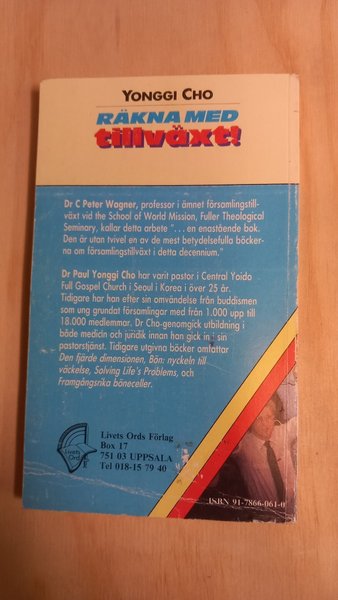 YONGGI CHO
RÄKNA MED
tillväxt!
Dr C Peter Wagner, professor i ämnet församlingstill-
växt vid the School of World Mission, Fuller Theological
Seminary, kallar detta arbete "... en enastående bok.
Den är utan tvivel en av de mest betydelsefulla böcker-
na om församlingstillväxt i detta decennium."
Dr Paul Yonggi Cho har varit pastor i Central Yoido
Full Gospel Church i Seoul i Korea i över 25 år.
Tidigare har han efter sin omvändelse från buddismen
som ung grundat församlingar med från 1.000 upp till
18.000 medlemmar. Dr Cho genomgick utbildning i
både medicin och juridik innan han gick in i sin
pastorstjänst. Tidigare utgivna böcker omfattar
Den fjärde dimensionen, Bön: nyckeln till
väckelse, Solving Life's Problems, och
Framgångsrika böneceller.
Livets Ord
Livets Ords Förlag
Box 17
751 03 UPPSALA
Tel 018-15 79 40
ISBN 91-7866-061-0